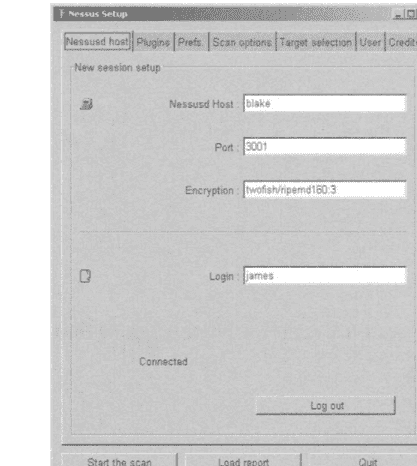 Nessus Setup
Nessusd host Plugins Prefs. Scan options Target selection User Credits
New session setup
Nessusd Host : blake
Port : 3001
Encryption : twofish/ripemd160:3
Login : james
Connected
Log out
Start the scan Load report Quit